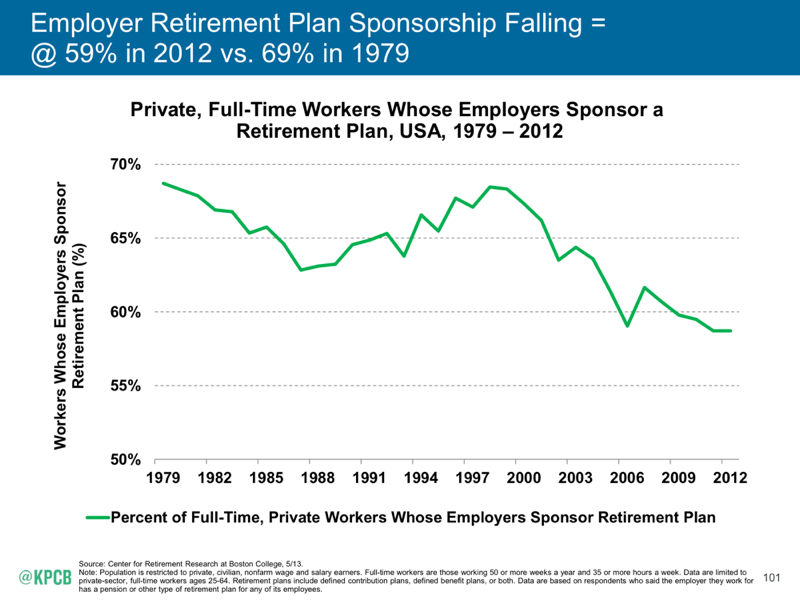 Employer Retirement Plan Sponsorship Falling =
@ 59% in 2012 vs. 69% in 1979
Private, Full-Time Workers Whose Employers Sponsor a
Retirement Plan, USA, 1979 – 2012
Workers Whose Employers Sponsor
Retirement Plan (%)
70%
65%
60%
55%
50%
1979 1982 1985 1988 1991 1994 1997 2000 2003 2006 2009 2012
Percent of Full-Time, Private Workers Whose Employers Sponsor Retirement Plan
@KPCB
Source: Center for Retirement Research at Boston College, 5/13.
Note: Population is restricted to private, civilian, nonfarm wage and salary earners. Full-time workers are those working 50 or more weeks a year and 35 or more hours a week. Data are limited to
private-sector, full-time workers ages 25-64. Retirement plans include defined contribution plans, defined benefit plans, or both. Data are based on respondents who said the employer they work for
has a pension or other type of retirement plan for any of its employees.
101